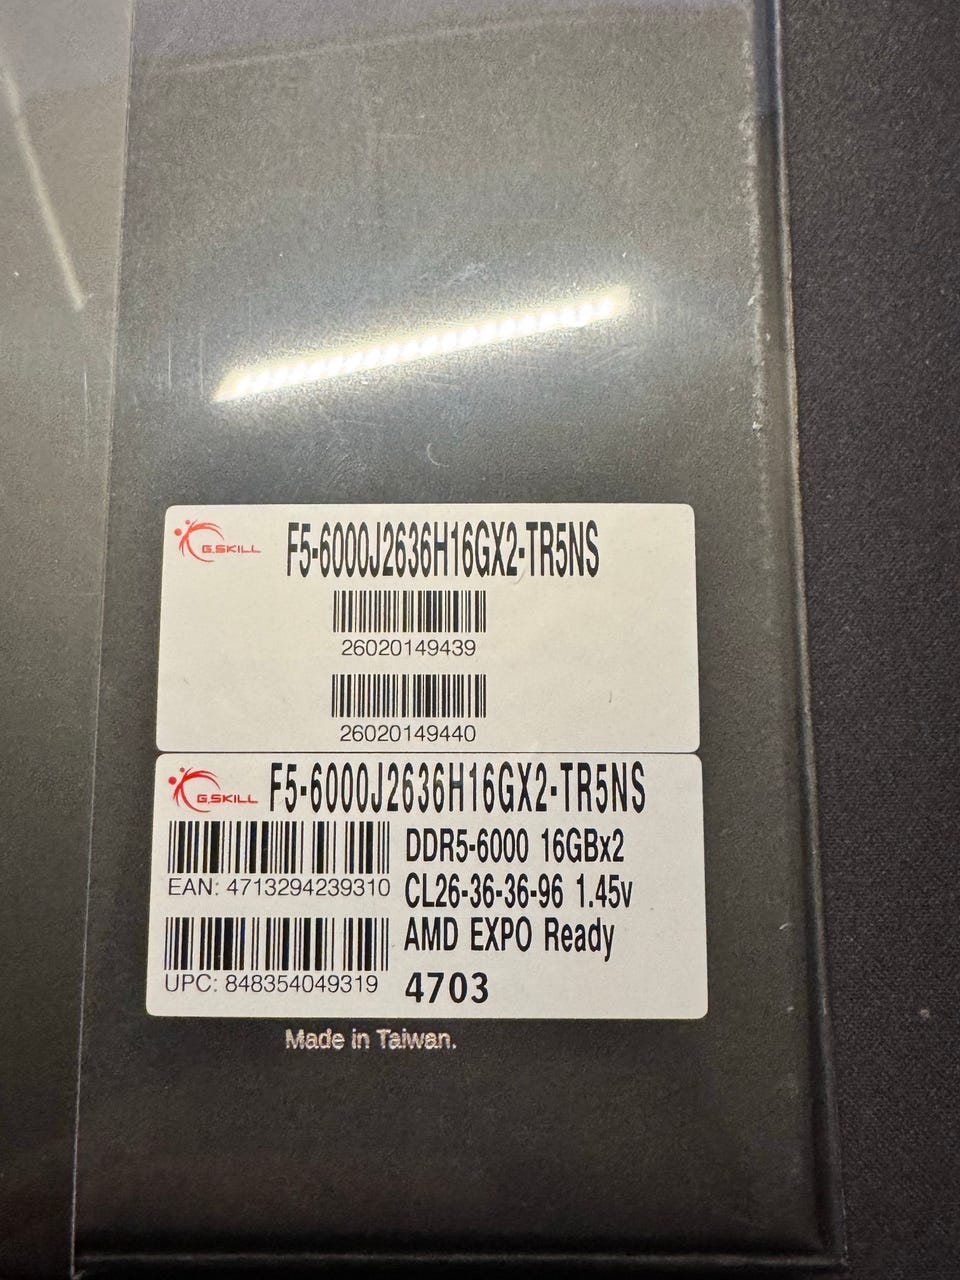 G.SKILL
F5-6000J2636H16GX2-TR5NS
26020149439
26020149440
G.SKILL
F5-6000J2636H16GX2-TR5NS
DDR5-6000 16GBx2
EAN: 4713294239310
CL26-36-36-96 1.45v
AMD EXPO Ready
UPC: 848354049319
4703
Made in Taiwan.